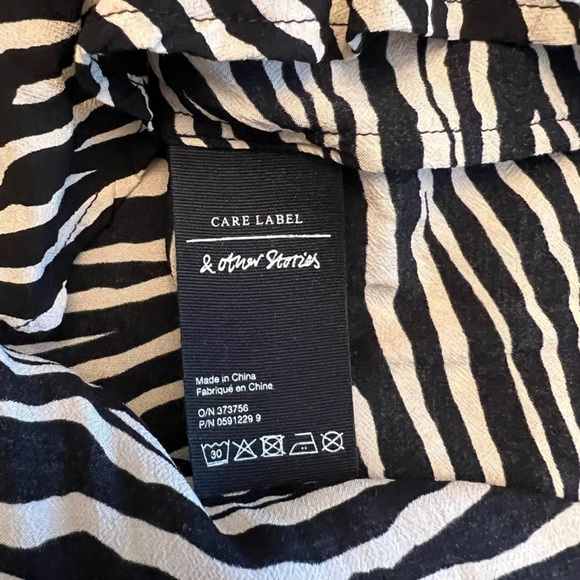 CARE LABEL
& other Stories
Made in China
Fabriqué en Chine
O/N 373756
P/N 0591229 9
30